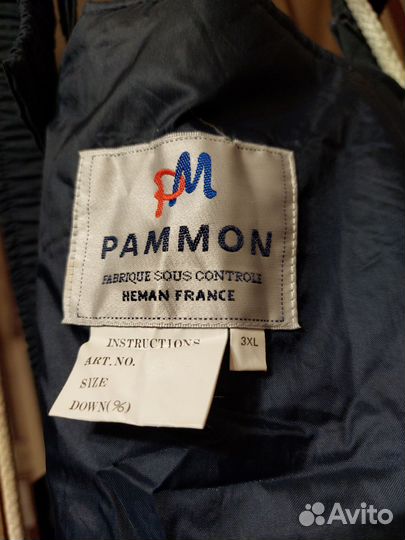 PM
PAMMON
FABRIQUE SOUS CONTROLE
HEMAN FRANCE
INSTRUCTIONS
3XL
ART.NO.
SIZE
DOWN(%)
Avito